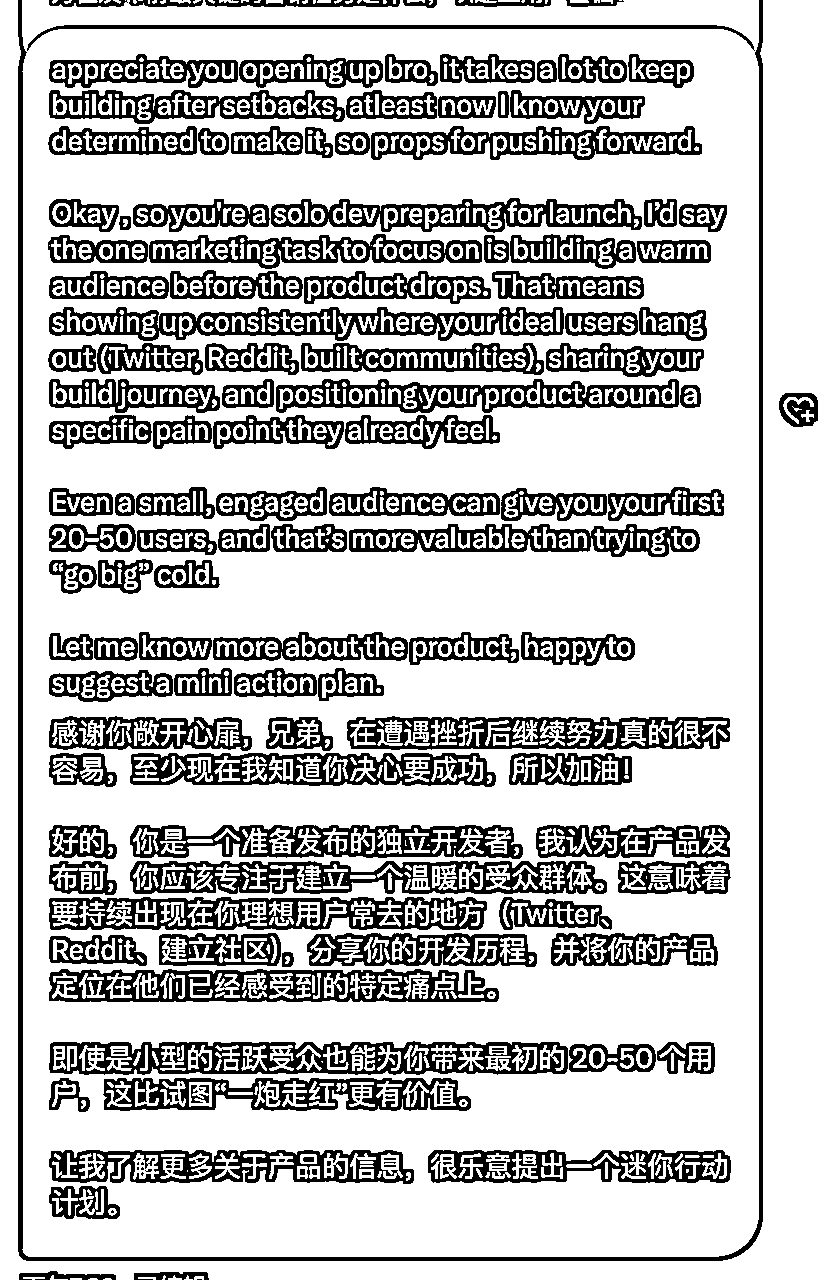 appreciate you opening up bro, it takes a lot to keep
building after setbacks, atleast now I know your
determined to make it, so props for pushing forward.
Okay , so you're a solo dev preparing for launch, I'd say
the one marketing task to focus on is building a warm
audience before the product drops. That means
showing up consistently where your ideal users hang
out (Twitter, Reddit, built communities), sharing your
build journey, and positioning your product around a
specific pain point they already feel.
Even a small, engaged audience can give you your first
20–50 users, and that's more valuable than trying to
“go big” cold.
Let me know more about the product, happy to
suggest a mini action plan.
感谢你敞开心扉，兄弟，在遭遇挫折后继续努力真的很不
容易，至少现在我知道你决心要成功，所以加油！
好的，你是一个准备发布的独立开发者，我认为在产品发
布前，你应该专注于建立一个温暖的受众群体。这意味着
要持续出现在你理想用户常去的地方（Twitter、
Reddit、建立社区），分享你的开发历程，并将你的产品
定位在他们已经感受到的特定痛点上。
即使是小型的活跃受众也能为你带来最初的 20-50 个用
户，这比试图“一炮走红”更有价值。
让我了解更多关于产品的信息，很乐意提出一个迷你行动
计划。